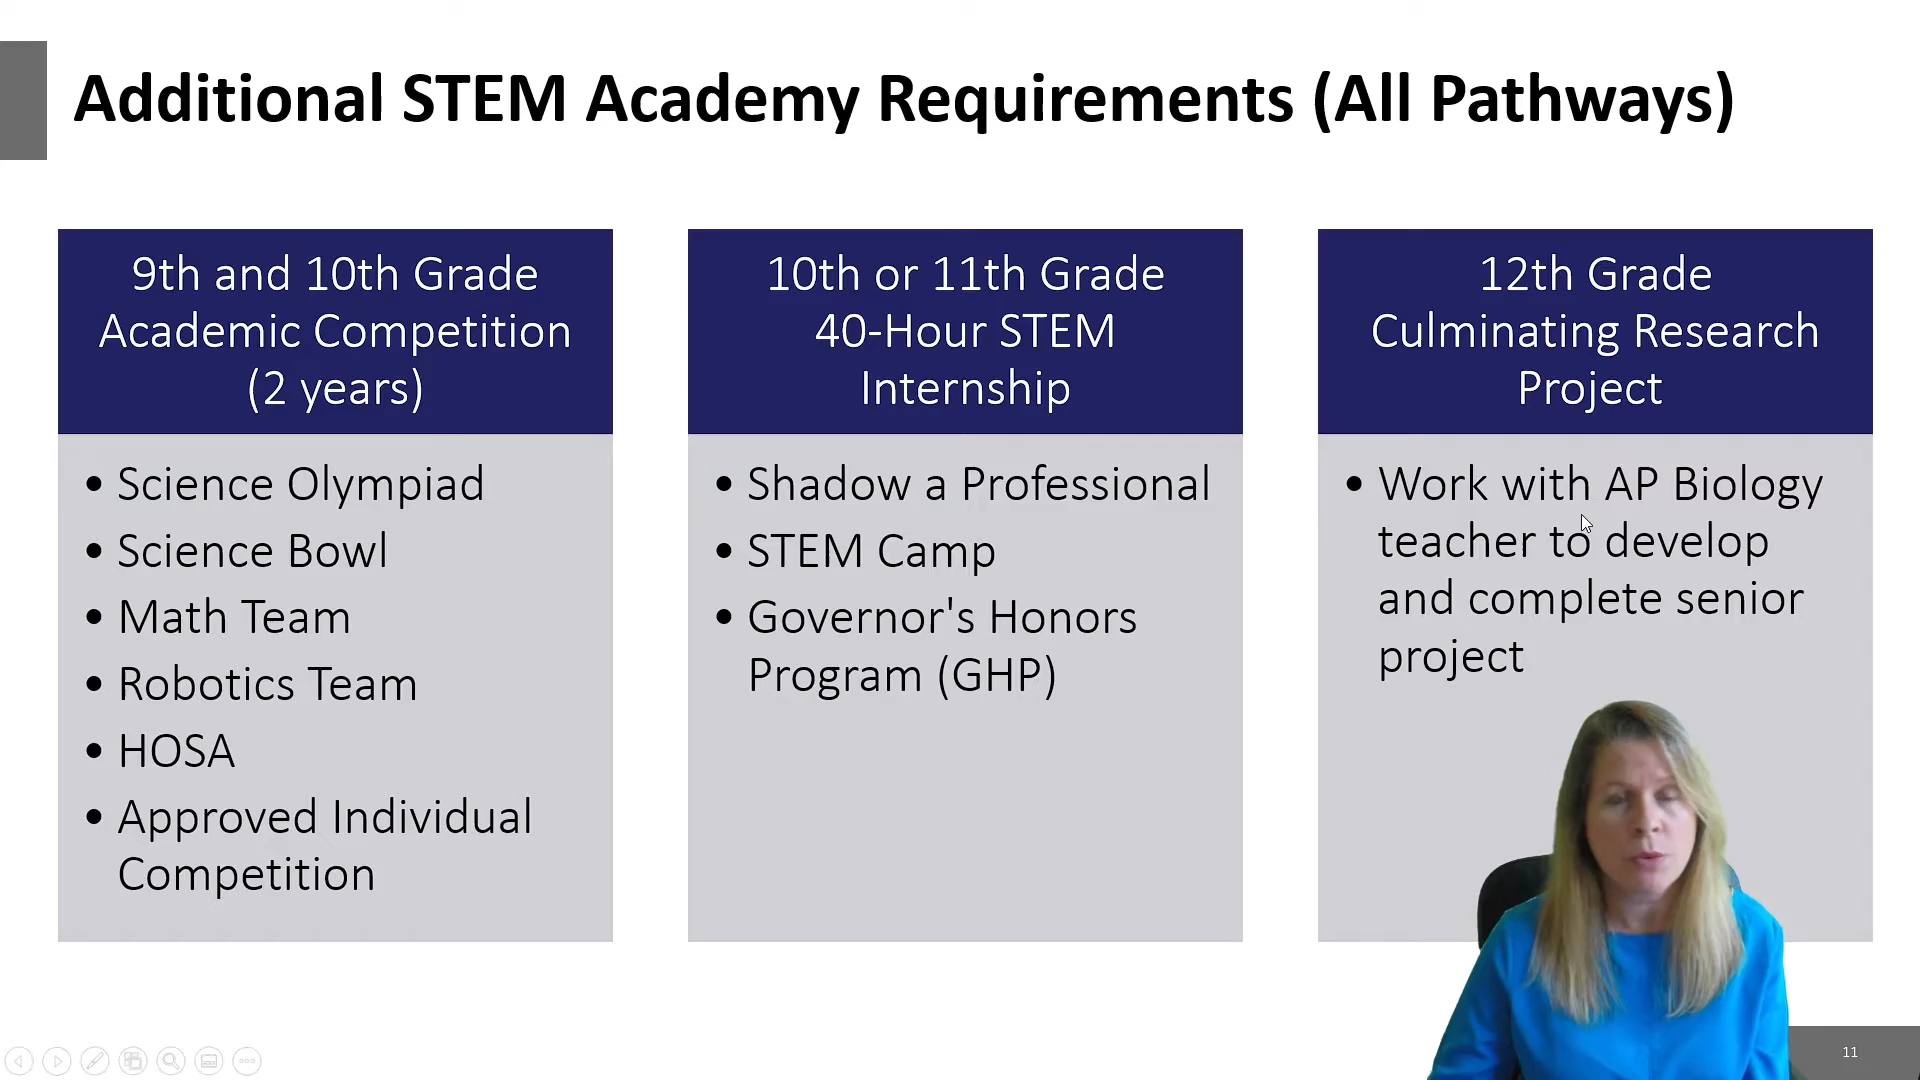 Additional STEM Academy Requirements (All Pathways)
9th and 10th Grade
Academic Competition
(2 years)
• Science Olympiad
• Science Bowl
• Math Team
• Robotics Team
• HOSA
• Approved Individual
Competition
10th or 11th Grade
40-Hour STEM
Internship
• Shadow a Professional
• STEM Camp
• Governor's Honors
Program (GHP)
12th Grade
Culminating Research
Project
• Work with AP Biology
teacher to develop
and complete senior
project
11